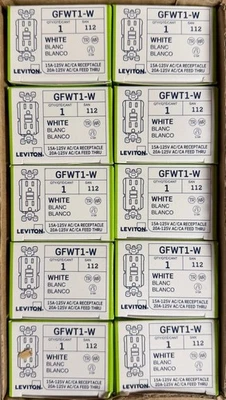 GFWT1-W
1
112
WHITE
BLANC
BLANCO
LEVITON
15A-125V AC/CA RECEPTACLE
20A-125V AC/CA FEED THRU
GFWT1-W
1
112
WHITE
BLANC
BLANCO
LEVITON
15A-125V AC/CA RECEPTACLE
20A-125V AC/CA FEED THRU
GFWT1-W
1
112
WHITE
BLANC
BLANCO
LEVITON
15A-125V AC/CA RECEPTACLE
20A-125V AC/CA FEED THRU
GFWT1-W
1
112
WHITE
BLANC
BLANCO
LEVITON
15A-125V AC/CA RECEPTACLE
20A-125V AC/CA FEED THRU
GFWT1-W
1
112
WHITE
BLANC
BLANCO
LEVITON
15A-125V AC/CA RECEPTACLE
20A-125V AC/CA FEED THRU
GFWT1-W
1
112
WHITE
BLANC
BLANCO
LEVITON
15A-125V AC/CA RECEPTACLE
20A-125V AC/CA FEED THRU
GFWT1-W
1
112
WHITE
BLANC
BLANCO
LEVITON
15A-125V AC/CA RECEPTACLE
20A-125V AC/CA FEED THRU
GFWT1-W
1
112
WHITE
BLANC
BLANCO
LEVITON
15A-125V AC/CA RECEPTACLE
20A-125V AC/CA FEED THRU
GFWT1-W
1
112
WHITE
BLANC
BLANCO
LEVITON
15A-125V AC/CA RECEPTACLE
20A-125V AC/CA FEED THRU
GFWT1-W
1
112
WHITE
BLANC
BLANCO
LEVITON
15A-125V AC/CA RECEPTACLE
20A-125V AC/CA FEED THRU